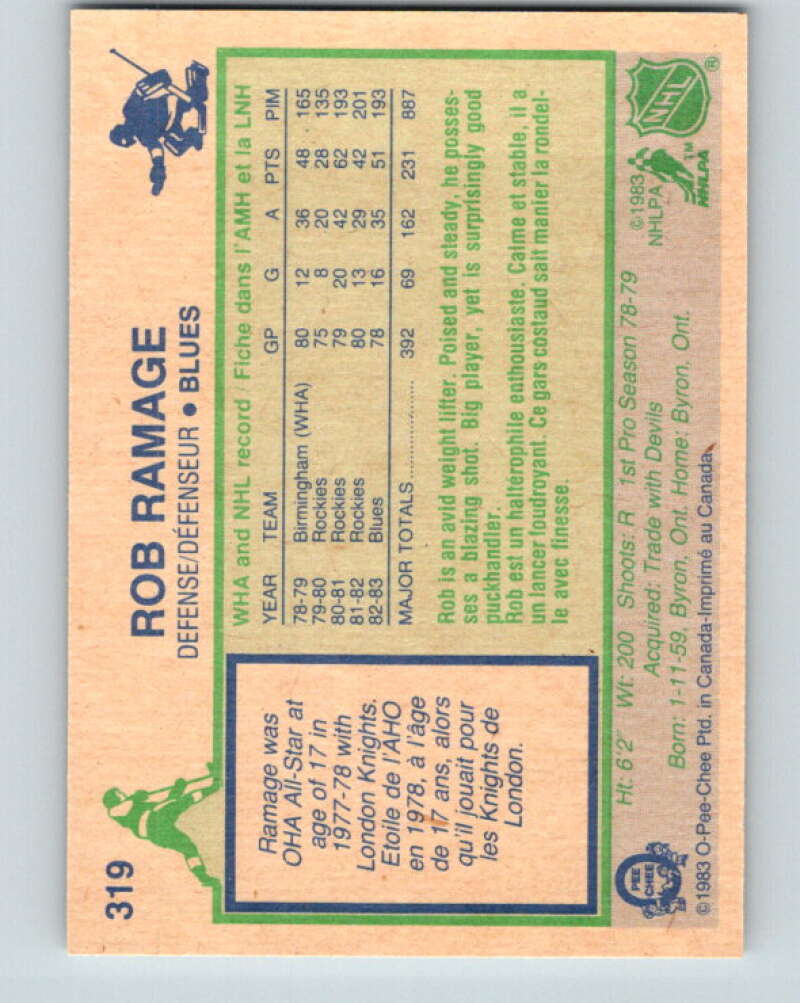 319
ROB RAMAGE
DEFENSE/DÉFENSEUR • BLUES
Ramage was
OHA All-Star at
age of 17 in
1977-78 with
London Knights.
Etoile de l'AHO
en 1978, à l'âge
de 17 ans, alors
qu'il jouait pour
les Knights de
London.
WHA and NHL record / Fiche dans l'AMH et la LNH
YEAR TEAM GP G A PTS PIM
78-79 Birmingham (WHA) 80 12 36 48 165
79-80 Rockies 75 8 20 28 135
80-81 Rockies 79 20 42 62 193
81-82 Rockies 80 13 29 42 201
82-83 Blues 78 16 35 51 193
MAJOR TOTALS 392 69 162 231 887
Rob is an avid weight lifter. Poised and steady, he posses-
ses a blazing shot. Big player, yet is surprisingly good
puckhandler.
Rob est un haltérophile enthousiaste. Calme et stable, il a
un lancer foudroyant. Ce gars costaud sait manier la rondel-
le avec finesse.
Ht: 6'2" Wt: 200 Shoots: R 1st Pro Season 78-79
Acquired: Trade with Devils
Born: 1-11-59, Byron, Ont. Home: Byron, Ont.
©1983 O-Pee-Chee Ptd. in Canada-Imprimé au Canada
O
PEE
CHEE
©1983
NHLPA
NHL
®
™
NHLPA